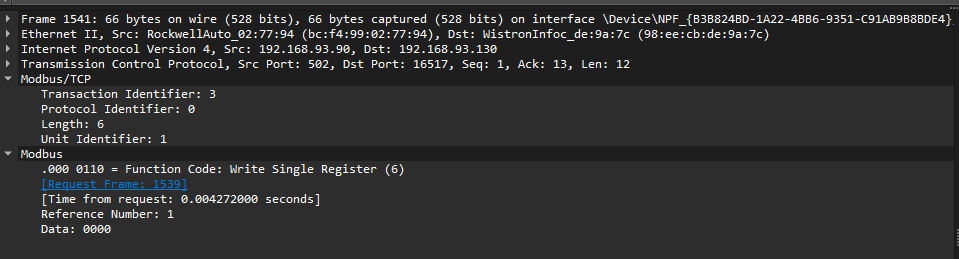 Frame 1541: 66 bytes on wire (528 bits), 66 bytes captured (528 bits) on interface \Device\NPF_{B3B824BD-1A22-4BB6-9351-C91AB9B8BDE4}
Ethernet II, Src: RockwellAuto_02:77:94 (bc:f4:99:02:77:94), Dst: WistronInfoc_de:9a:7c (98:ee:cb:de:9a:7c)
Internet Protocol Version 4, Src: 192.168.93.90, Dst: 192.168.93.130
Transmission Control Protocol, Src Port: 502, Dst Port: 16517, Seq: 1, Ack: 13, Len: 12
Modbus/TCP
Transaction Identifier: 3
Protocol Identifier: 0
Length: 6
Unit Identifier: 1
Modbus
.000 0110 = Function Code: Write Single Register (6)
[Request Frame: 1539]
[Time from request: 0.004272000 seconds]
Reference Number: 1
Data: 0000